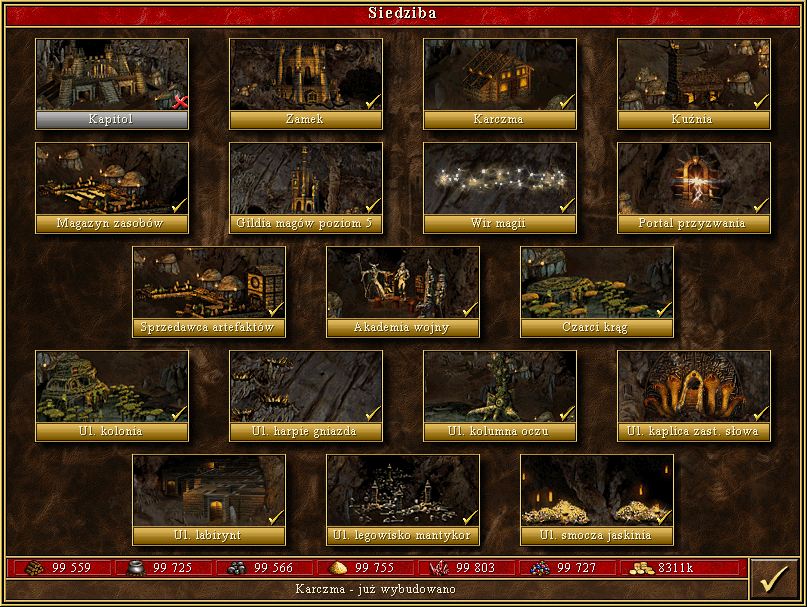 Siedziba
Kapitol
Zamek
Karczma
Kuźnia
Magazyn zasobów
Gildia magów poziom 5
Wir magii
Portal przyzwania
Sprzedawca artefaktów
Akademia wojny
Czarci krąg
Ul. kolonia
Ul. harpie gniazda
Ul. kolumna oczu
Ul. kaplica zast. słowa
Ul. labirynt
Ul. legowisko mantykor
Ul. smocza jaskinia
99 559 99 725 99 566 99 755 99 803 99 727 8311k
Karczma - już wybudowano